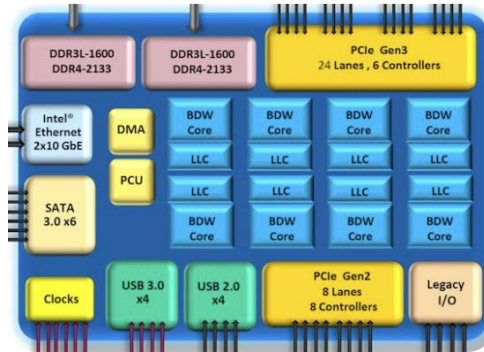 DDR3L-1600
DDR4-2133
DDR3L-1600
DDR4-2133
PCIe Gen3
24 Lanes , 6 Controllers
Intel®
Ethernet
2x10 GbE
DMA
PCU
SATA
3.0 x6
BDW
Core
BDW
Core
BDW
Core
BDW
Core
LLC
LLC
LLC
LLC
LLC
LLC
LLC
LLC
BDW
Core
BDW
Core
BDW
Core
BDW
Core
Clocks
USB 3.0
x4
USB 2.0
x4
PCIe Gen2
8 Lanes
8 Controllers
Legacy
I/O